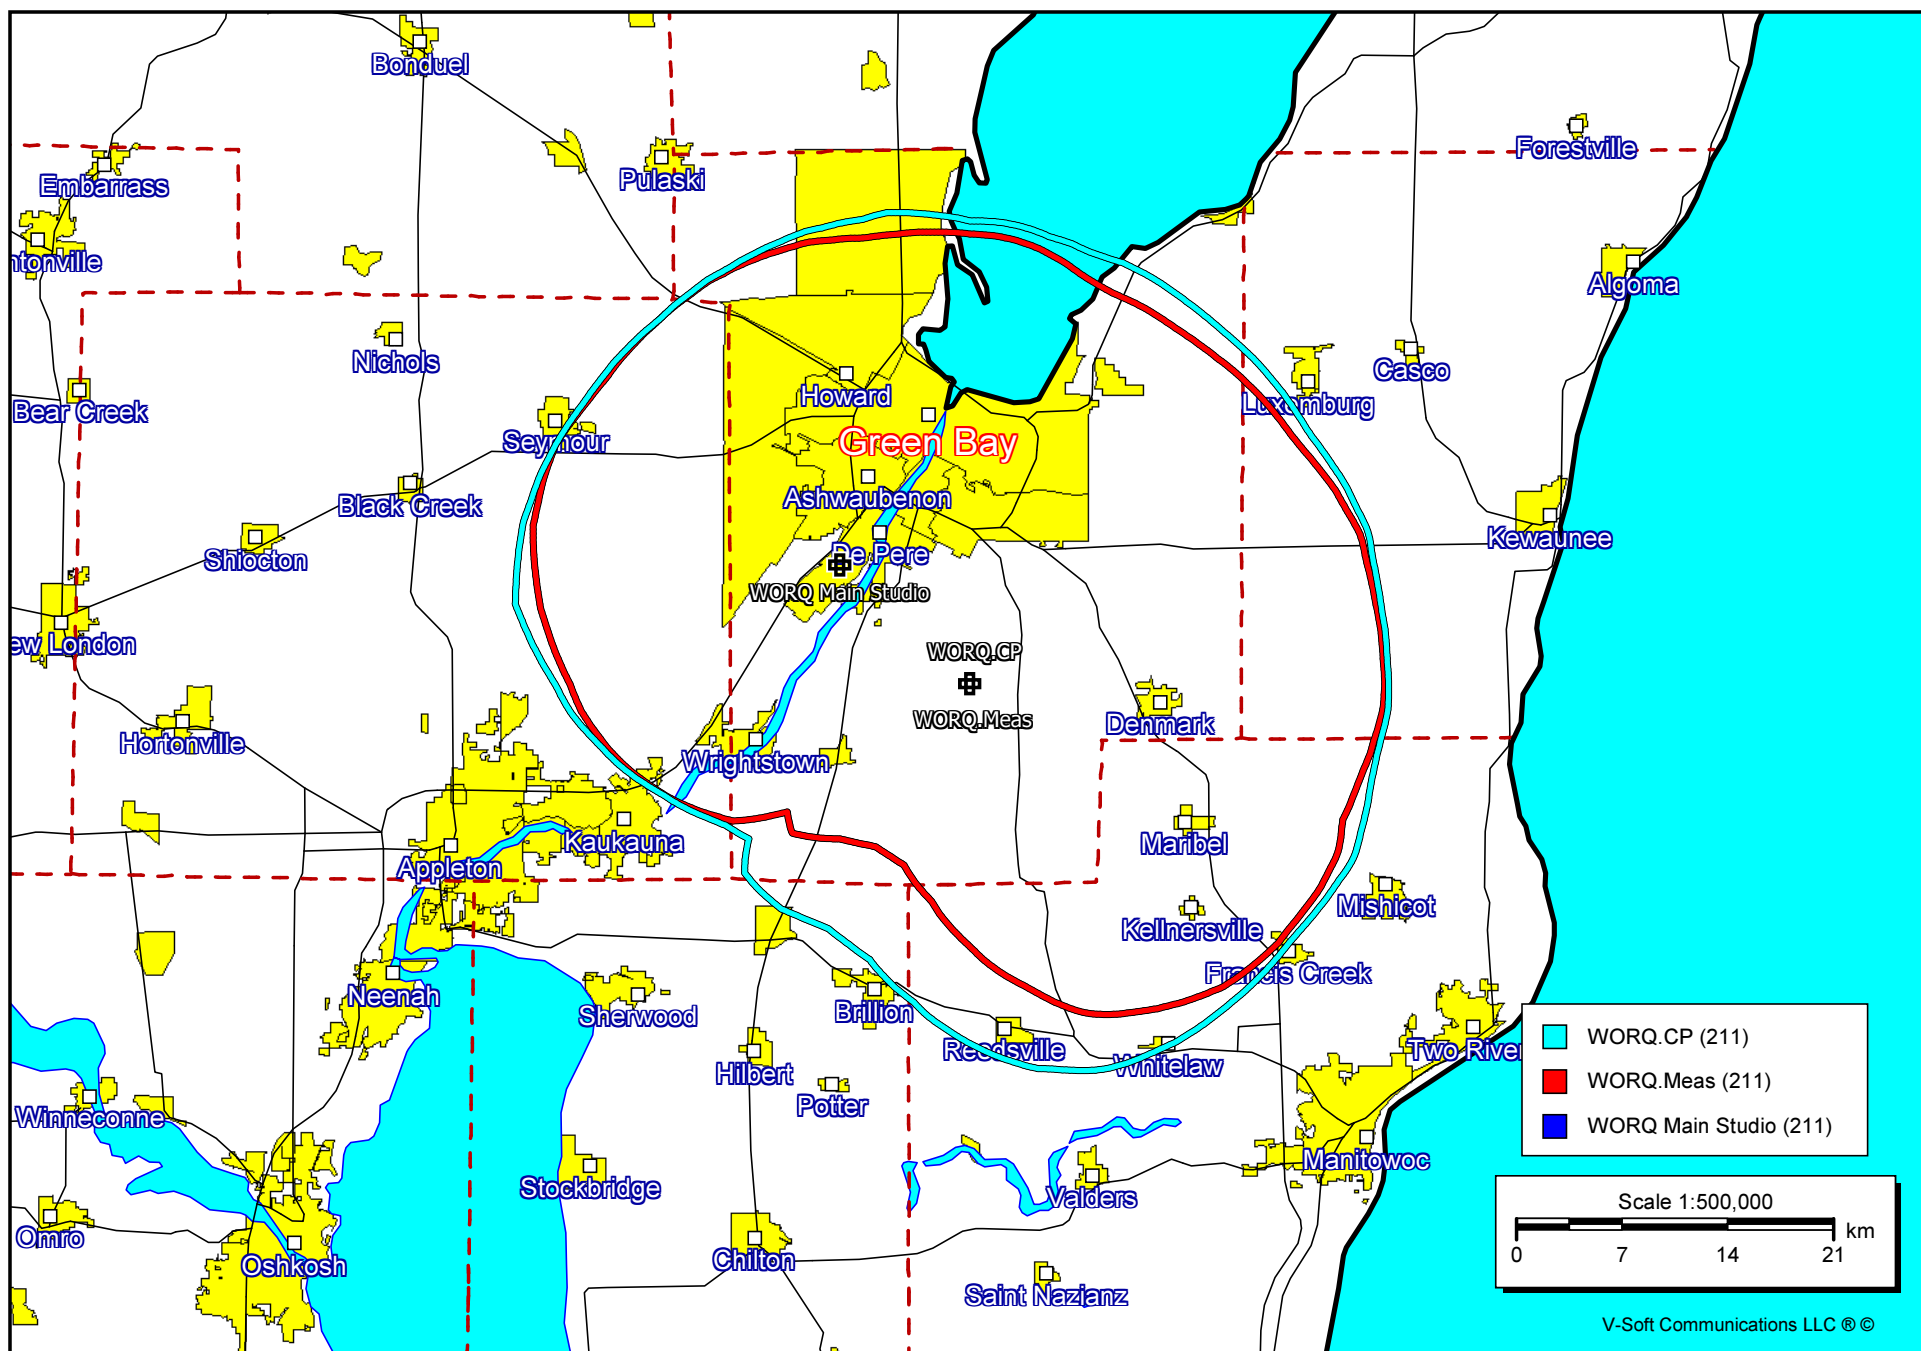 Bonduel
Forestville
Embarrass
Pulaski
ntonville
Algoma
Nichols
Casco
Howard
Luxemburg
Bear Creek
Seymour
Green Bay
Ashwaubenon
Black Creek
Kewaunee
Shiocton
De Pere
WORQ Main Studio
ew London
WORQ.CP
WORQ.Meas
Denmark
Hortonville
Wrightstown
Kaukauna
Maribel
Appleton
Mishicot
Kellnersville
Francis Creek
Neenah
Sherwood
Brillion
Reedsville
Two River
Whitelaw
Hilbert
Potter
Winneconne
Manitowoc
Stockbridge
Valders
Omro
Oshkosh
Chilton
Saint Nazianz
WORQ.CP (211)
WORQ.Meas (211)
WORQ Main Studio (211)
Scale 1:500,000
km
0 7 14 21
V-Soft Communications LLC ® ©